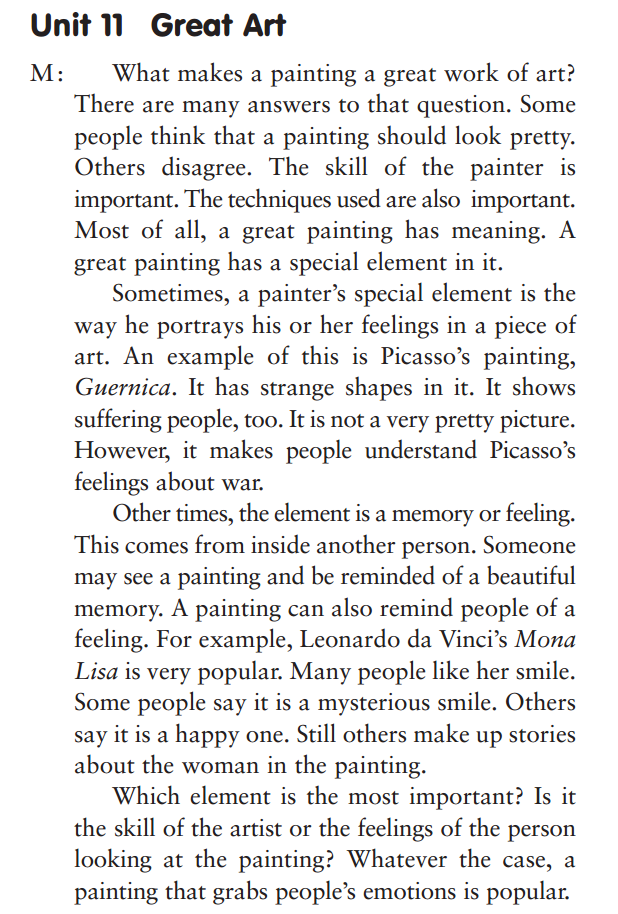 Unit 11 Great Art
M: What makes a painting a great work of art?
There are many answers to that question. Some
people think that a painting should look pretty.
Others disagree. The skill of the painter is
important. The techniques used are also important.
Most of all, a great painting has meaning. A
great painting has a special element in it.
Sometimes, a painter’s special element is the
way he portrays his or her feelings in a piece of
art. An example of this is Picasso’s painting,
Guernica. It has strange shapes in it. It shows
suffering people, too. It is not a very pretty picture.
However, it makes people understand Picasso’s
feelings about war.
Other times, the element is a memory or feeling.
This comes from inside another person. Someone
may see a painting and be reminded of a beautiful
memory. A painting can also remind people of a
feeling. For example, Leonardo da Vinci’s Mona
Lisa is very popular. Many people like her smile.
Some people say it is a mysterious smile. Others
say it is a happy one. Still others make up stories
about the woman in the painting.
Which element is the most important? Is it
the skill of the artist or the feelings of the person
looking at the painting? Whatever the case, a
painting that grabs people’s emotions is popular.